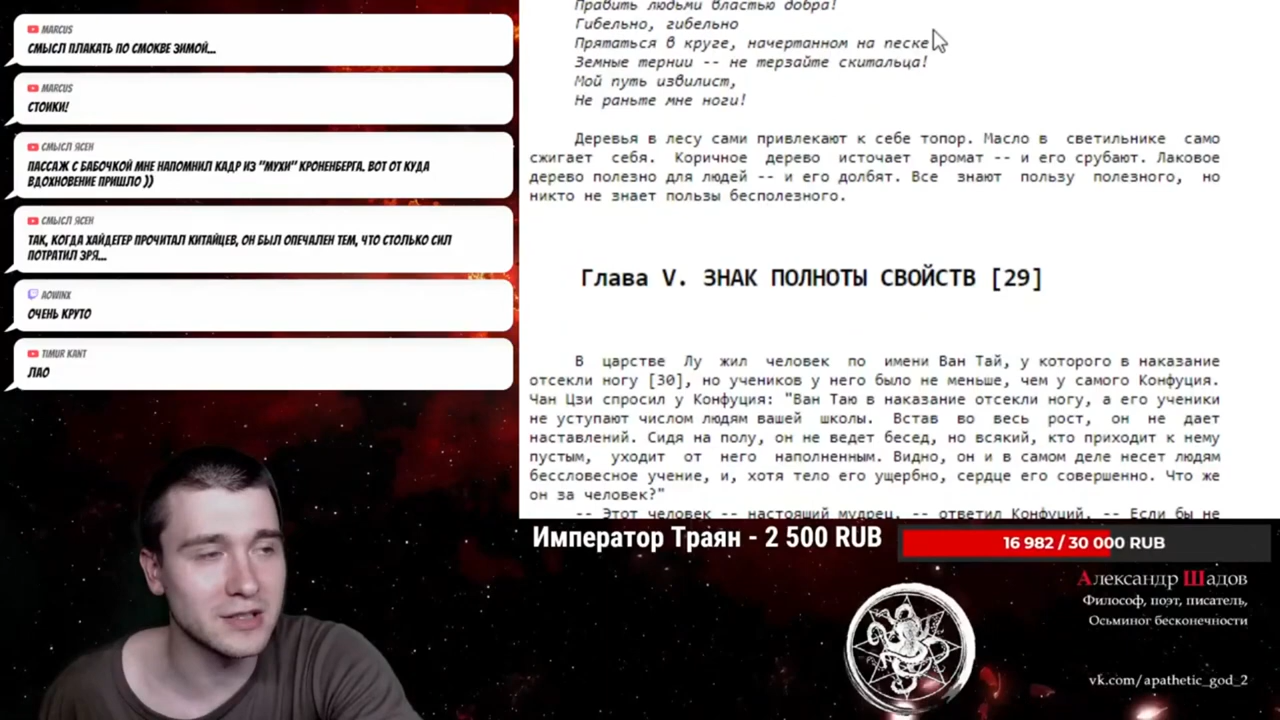 MARCUS
СМЫСЛ ПЛАКАТЬ ПО СМОКВЕ ЗИМОЙ...
MARCUS
СТОИКИ!
СМЫСЛ ЯСЕН
ПАССАЖ С БАБОЧКОЙ МНЕ НАПОМНИЛ КАДР ИЗ "МУХИ" КРОНЕНБЕРГА. ВОТ ОТ КУДА
ВДОХНОВЕНИЕ ПРИШЛО ))
СМЫСЛ ЯСЕН
ТАК, КОГДА ХАЙДЕГЕР ПРОЧИТАЛ КИТАЙЦЕВ, ОН БЫЛ ОПЕЧАЛЕН ТЕМ, ЧТО СТОЛЬКО СИЛ
ПОТРАТИЛ ЗРЯ...
AOWINX
ОЧЕНЬ КРУТО
TIMUR KANT
ЛАО
Править людьми властью добра!
Гибельно, гибельно
Прятаться в круге, начертанном на песке
Земные тернии -- не терзайте скитальца!
Мой путь извилист,
Не раньте мне ноги!
Деревья в лесу сами привлекают к себе топор. Масло в светильнике само
сжигает себя. Коричное дерево источает аромат -- и его срубают. Лаковое
дерево полезно для людей -- и его долбят. Все знают пользу полезного, но
никто не знает пользы бесполезного.
Глава V. ЗНАК ПОЛНОТЫ СВОЙСТВ [29]
В царстве Лу жил человек по имени Ван Тай, у которого в наказание
отсекли ногу [30], но учеников у него было не меньше, чем у самого Конфуция.
Чан Цзи спросил у Конфуция: "Ван Таю в наказание отсекли ногу, а его ученики
не уступают числом людям вашей школы. Встав во весь рост, он не дает
наставлений. Сидя на полу, он не ведет бесед, но всякий, кто приходит к нему
пустым, уходит от него наполненным. Видно, он и в самом деле несет людям
бессловесное учение, и, хотя тело его ущербно, сердце его совершенно. Что же
он за человек?"
-- Этот человек -- настоящий мудрец, -- ответил Конфуций. -- Если бы не
Император Траян - 2 500 RUB
16 982 / 30 000 RUB
Александр Шадов
Философ, поэт, писатель,
Осьминог бесконечности
vk.com/apathetic_god_2